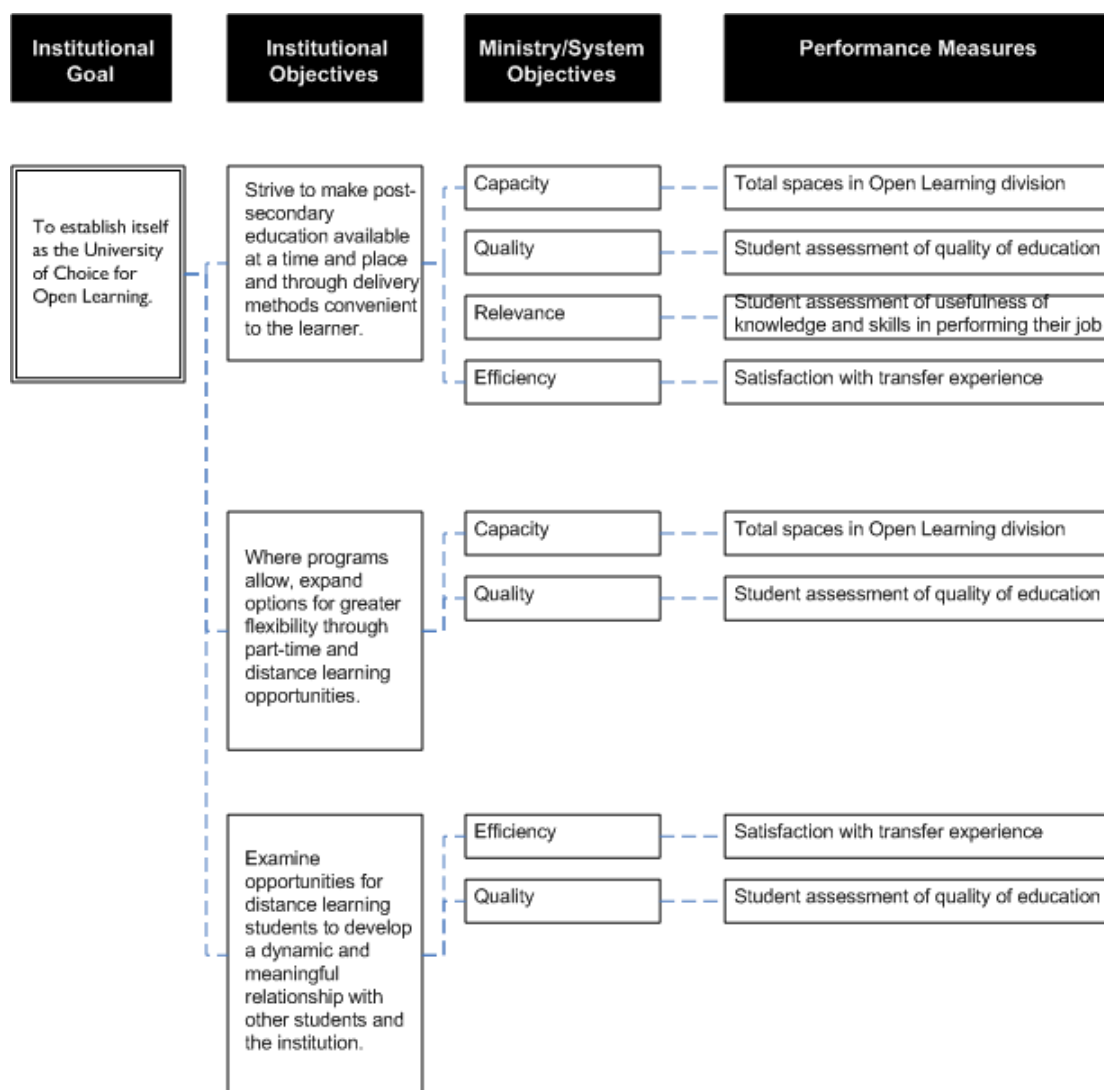 Institutional
Goal
Institutional
Objectives
Ministry/System
Objectives
Performance Measures
To establish itself
as the University
of Choice for
Open Learning.
Strive to make post-
secondary
education available
at a time and place
and through delivery
methods convenient
to the learner.
Capacity
Total spaces in Open Learning division
Quality
Student assessment of quality of education
Relevance
Student assessment of usefulness of
knowledge and skills in performing their job
Efficiency
Satisfaction with transfer experience
Where programs
allow, expand
options for greater
flexibility through
part-time and
distance learning
opportunities.
Capacity
Total spaces in Open Learning division
Quality
Student assessment of quality of education
Examine
opportunities for
distance learning
students to develop
a dynamic and
meaningful
relationship with
other students and
the institution.
Efficiency
Satisfaction with transfer experience
Quality
Student assessment of quality of education